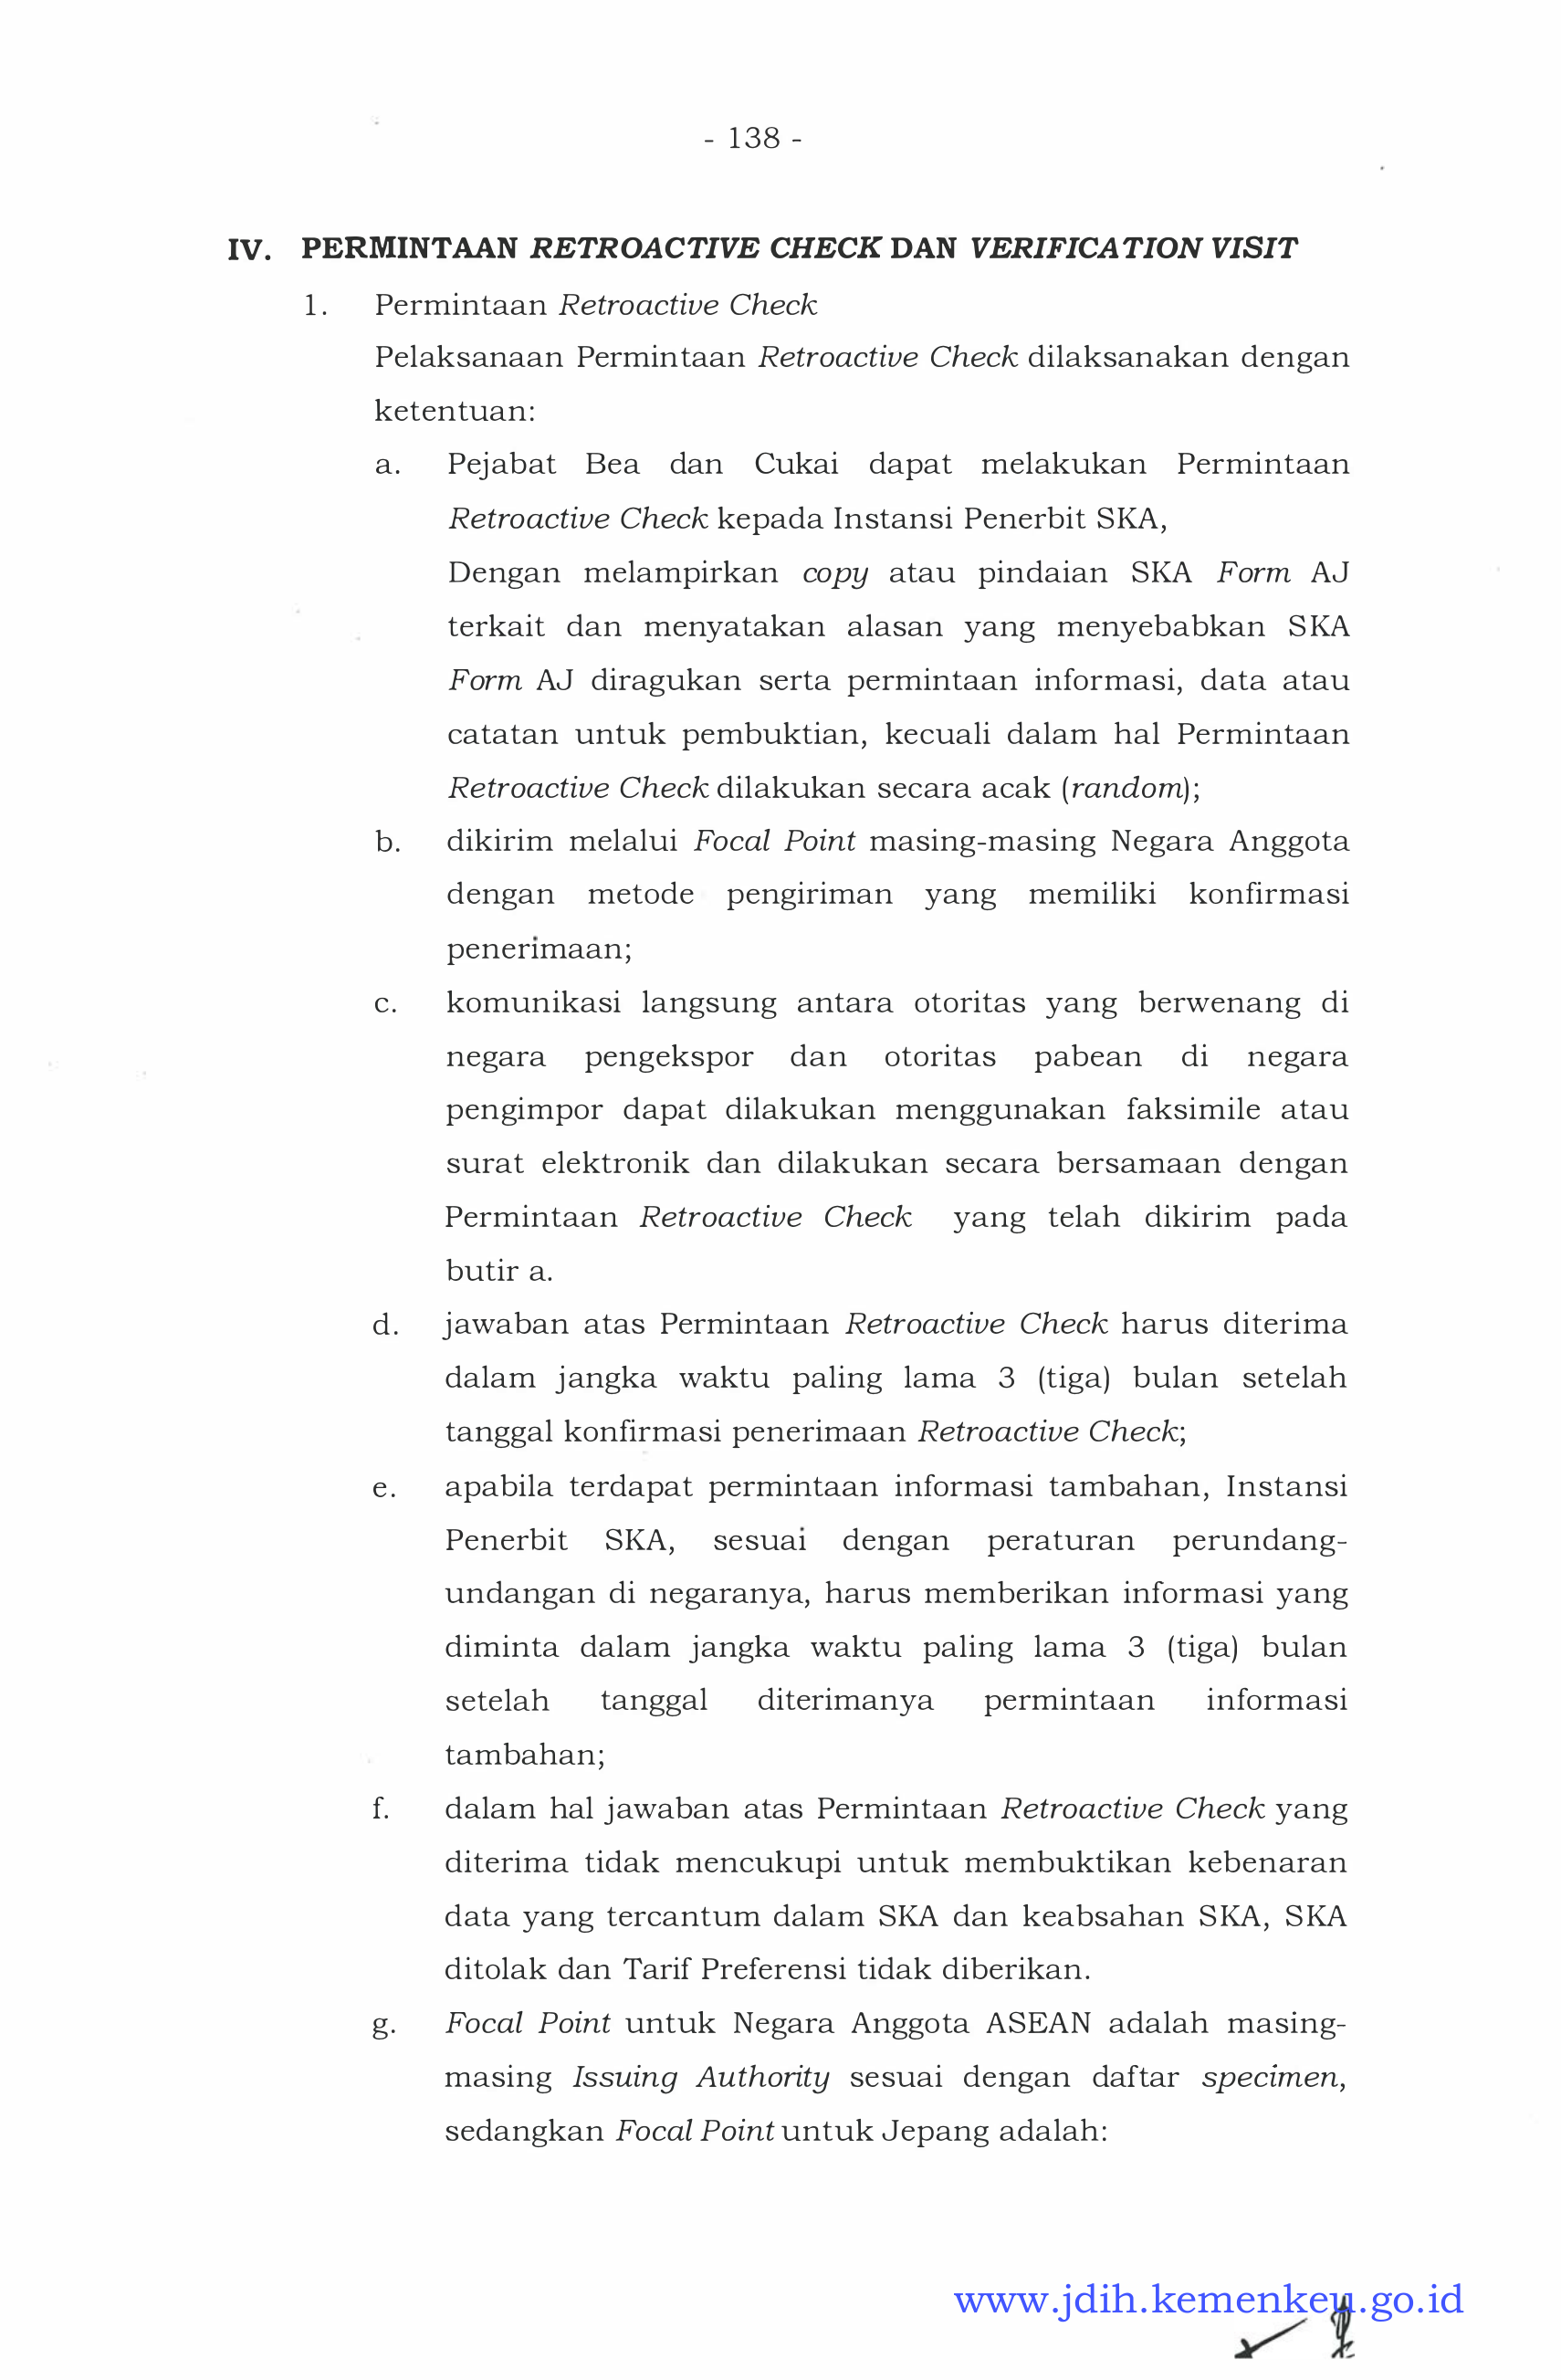 - 138 -
IV. PERMINTAAN RETROACTIVE CHECK DAN VERIFICATION VISIT
1. Permintaan Retroactive Check
Pelaksanaan Permintaan Retroactive Check dilaksanakan dengan
ketentuan:
a. Pejabat Bea dan Cukai dapat melakukan Permintaan
Retroactive Check kepada Instansi Penerbit SKA,
Dengan melampirkan copy atau pindaian SKA Form AJ
terkait dan menyatakan alasan yang menyebabkan SKA
Form AJ diragukan serta permintaan informasi, data atau
catatan untuk pembuktian, kecuali dalam hal Permintaan
Retroactive Check dilakukan secara acak (random);
b. dikirim melalui Focal Point masing-masing Negara Anggota
dengan metode pengiriman yang memiliki konfirmasi
penerimaan;
c. komunikasi langsung antara otoritas yang berwenang di
negara pengekspor dan otoritas pabean di negara
pengimpor dapat dilakukan menggunakan faksimile atau
surat elektronik dan dilakukan secara bersamaan dengan
Permintaan Retroactive Check yang telah dikirim pada
butir a.
d. jawaban atas Permintaan Retroactive Check harus diterima
dalam jangka waktu paling lama 3 (tiga) bulan setelah
tanggal konfirmasi penerimaan Retroactive Check;
e. apabila terdapat permintaan informasi tambahan, Instansi
Penerbit SKA, sesuai dengan peraturan perundang-
undangan di negaranya, harus memberikan informasi yang
diminta dalam jangka waktu paling lama 3 (tiga) bulan
setelah tanggal diterimanya permintaan informasi
tambahan;
f. dalam hal jawaban atas Permintaan Retroactive Check yang
diterima tidak mencukupi untuk membuktikan kebenaran
data yang tercantum dalam SKA dan keabsahan SKA, SKA
ditolak dan Tarif Preferensi tidak diberikan.
g. Focal Point untuk Negara Anggota ASEAN adalah masing-
masing Issuing Authority sesuai dengan daftar specimen,
sedangkan Focal Point untuk Jepang adalah:
www.jdih.kemenkeu.go.id